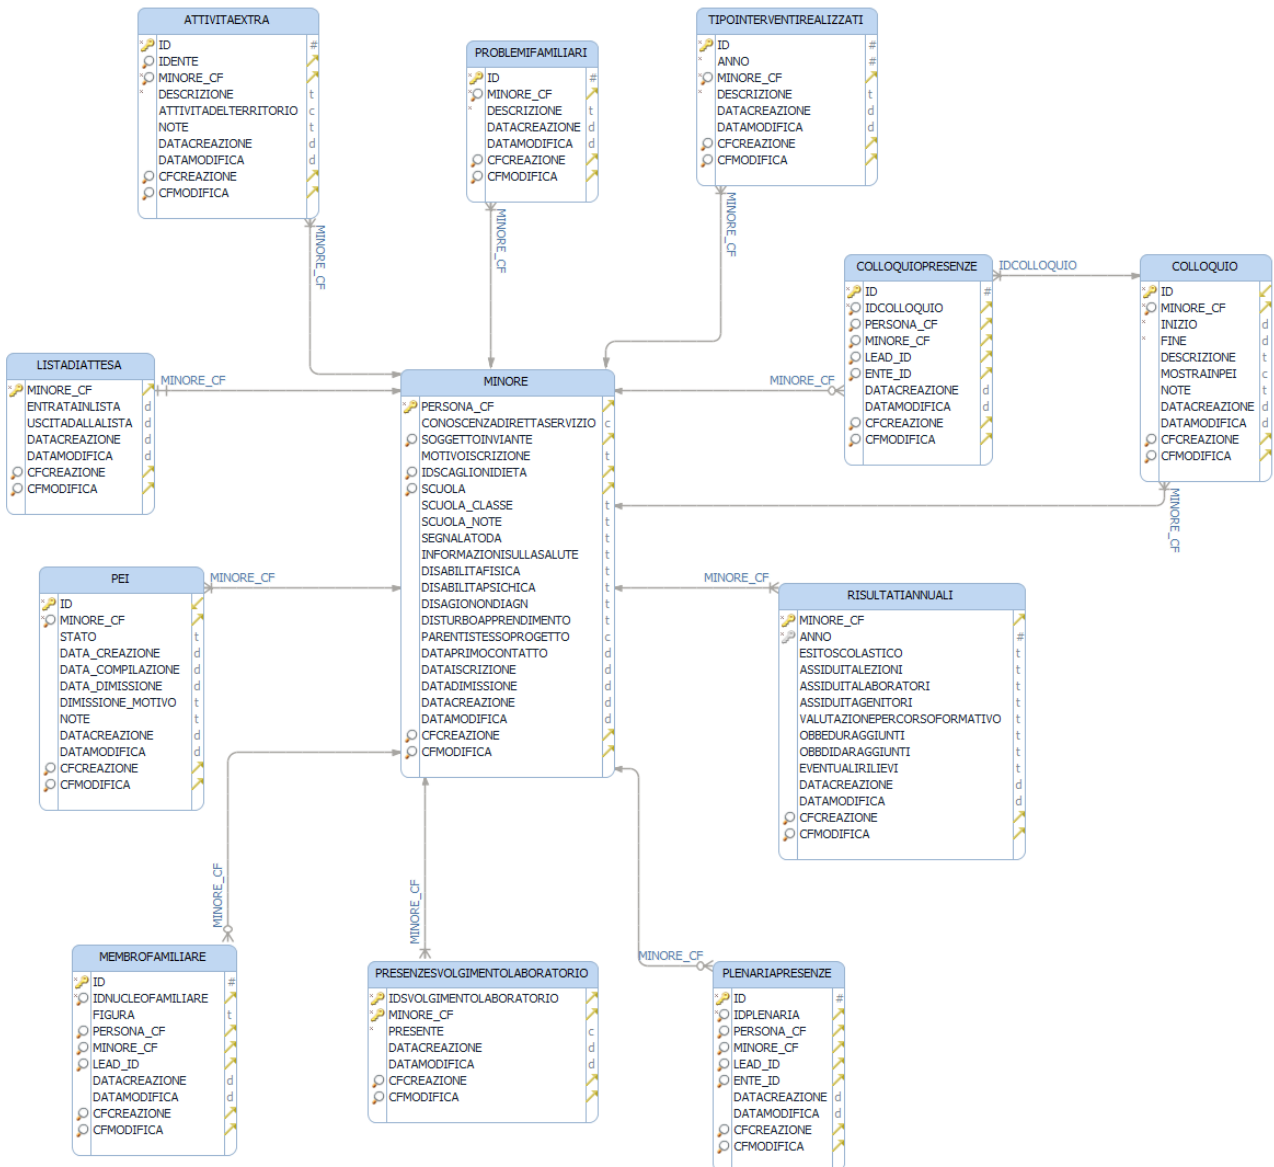 ATTIVITAEXTRA
ID #
IDENTE
MINORE_CF
DESCRIZIONE t
ATTIVITADELTERRITORIO c
NOTE t
DATACREAZIONE d
DATAMODIFICA d
CFCREAZIONE
CFMODIFICA
MINORE_CF
PROBLEMIFAMILIARI
ID #
MINORE_CF
DESCRIZIONE t
DATACREAZIONE d
DATAMODIFICA d
CFCREAZIONE
CFMODIFICA
MINORE_CF
TIPOINTERVENTIREALIZZATI
ID #
ANNO #
MINORE_CF
DESCRIZIONE t
DATACREAZIONE d
DATAMODIFICA d
CFCREAZIONE
CFMODIFICA
MINORE_CF
COLLOQUIOPRESENZE
ID #
IDCOLLOQUIO
PERSONA_CF
MINORE_CF
LEAD_ID
ENTE_ID
DATACREAZIONE d
DATAMODIFICA d
CFCREAZIONE
CFMODIFICA
IDCOLLOQUIO
MINORE_CF
COLLOQUIO
ID
MINORE_CF
INIZIO d
FINE d
DESCRIZIONE t
MOSTRAINPEI c
NOTE t
DATACREAZIONE d
DATAMODIFICA d
CFCREAZIONE
CFMODIFICA
MINORE_CF
LISTADIATTESA
MINORE_CF
ENTRATAINLISTA d
USCITADALLALISTA d
DATACREAZIONE d
DATAMODIFICA d
CFCREAZIONE
CFMODIFICA
MINORE_CF
MINORE
PERSONA_CF
CONOSCENZADIRETTASERVIZIO c
SOGGETTOINVIANTE
MOTIVOISCRIZIONE t
IDSCAGLIONIDIETA
SCUOLA
SCUOLA_CLASSE t
SCUOLA_NOTE t
SEGNALATODA t
INFORMAZIONISULLASALUTE t
DISABILITAFISICA t
DISABILITAPSICHICA t
DISAGIONONDIAGN t
DISTURBOAPPRENDIMENTO t
PARENTISTESSOPROGETTO c
DATAPRIMOCONTATTO d
DATAISCRIZIONE d
DATADIMISSIONE d
DATACREAZIONE d
DATAMODIFICA d
CFCREAZIONE
CFMODIFICA
PEI
ID
MINORE_CF
STATO t
DATA_CREAZIONE d
DATA_COMPILAZIONE d
DATA_DIMISSIONE d
DIMISSIONE_MOTIVO t
NOTE t
DATACREAZIONE d
DATAMODIFICA d
CFCREAZIONE
CFMODIFICA
MINORE_CF
MINORE_CF
RISULTATIANNUALI
MINORE_CF
ANNO #
ESITOSCOLASTICO t
ASSIDUITALEZIONI t
ASSIDUITALABORATORI t
ASSIDUITAGENITORI t
VALUTAZIONEPERCORSOFORMATIVO t
OBBEDURAGGIUNTI t
OBBDIDARAGGIUNTI t
EVENTUALIRILIEVI t
DATACREAZIONE d
DATAMODIFICA d
CFCREAZIONE
CFMODIFICA
MINORE_CF
MEMBROFAMILIARE
ID #
IDNUCLEOFAMILIARE
FIGURA t
PERSONA_CF
MINORE_CF
LEAD_ID
DATACREAZIONE d
DATAMODIFICA d
CFCREAZIONE
CFMODIFICA
MINORE_CF
PRESENZESVOLGIMENTOLABORATORIO
IDSVOLGIMENTOLABORATORIO
MINORE_CF
PRESENTE c
DATACREAZIONE d
DATAMODIFICA d
CFCREAZIONE
CFMODIFICA
MINORE_CF
PLENARIAPRESENZE
ID #
IDPLENARIA
PERSONA_CF
MINORE_CF
LEAD_ID
ENTE_ID
DATACREAZIONE d
DATAMODIFICA d
CFCREAZIONE
CFMODIFICA